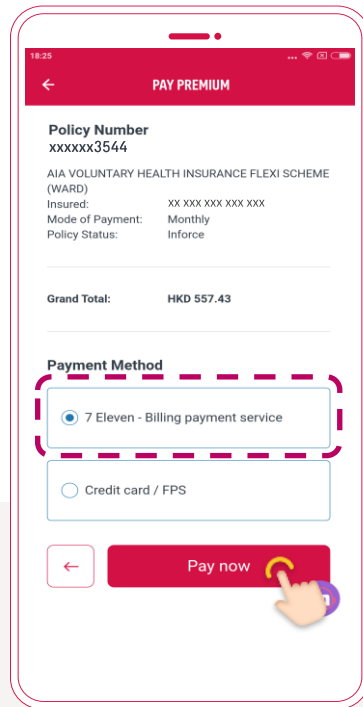 18:25
PAY PREMIUM
Policy Number
xxxxxx3544
AIA VOLUNTARY HEALTH INSURANCE FLEXI SCHEME
(WARD)
Insured: XX XXX XXX XXX XXX
Mode of Payment: Monthly
Policy Status: Inforce
Grand Total: HKD 557.43
Payment Method
7 Eleven - Billing payment service
Credit card / FPS
Pay now